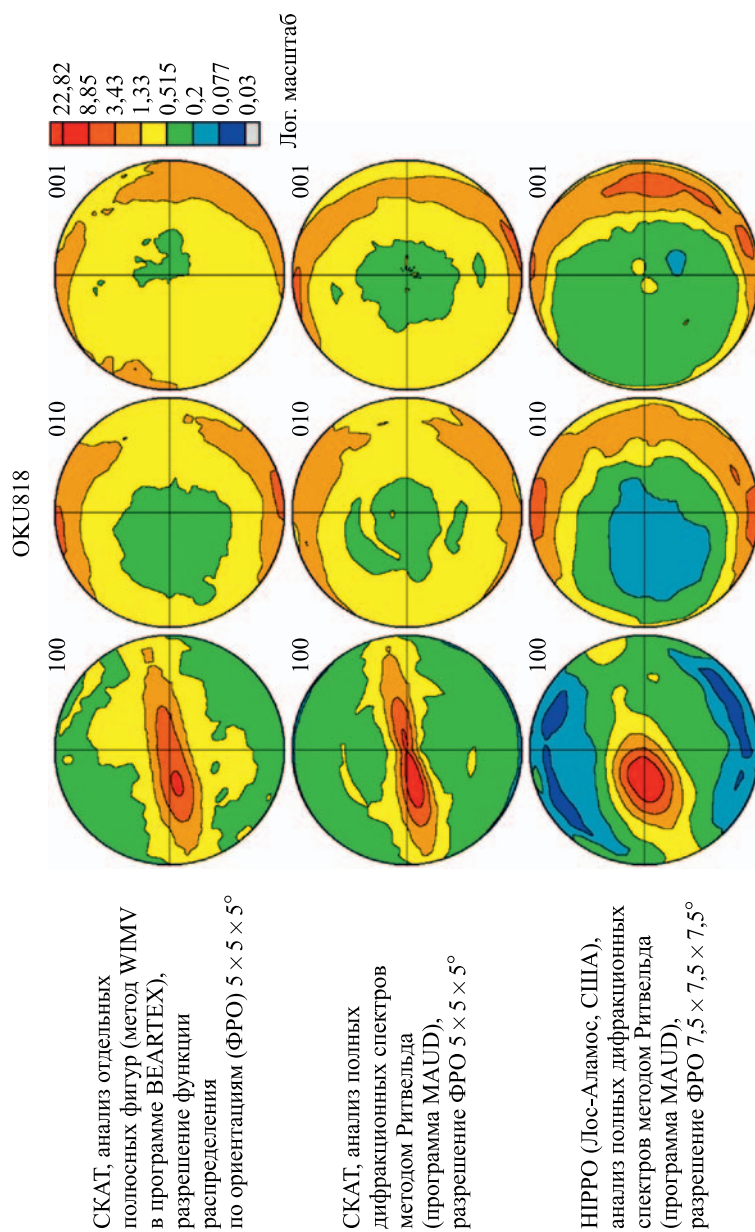 OKU818
СКАТ, анализ отдельных
полюсных фигур (метод WIMV
в программе BEARTEX),
разрешение функции
распределения
по ориентациям (ФРО) 5 × 5 × 5°
100
010
001
22,82
8,85
3,43
1,33
0,515
0,2
0,077
0,03
Лог. масштаб
СКАТ, анализ полных
дифракционных спектров
методом Ритвельда
(программа MAUD),
разрешение ФРО 5 × 5 × 5°
100
010
001
HIPPO (Лос-Аламос, США),
анализ полных дифракционных
спектров методом Ритвельда
(программа MAUD),
разрешение ФРО 7,5 × 7,5 × 7,5°
100
010
001